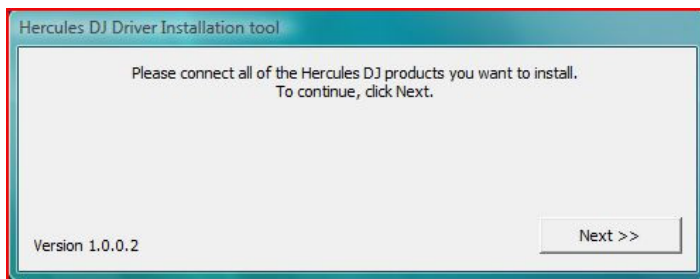 Hercules DJ Driver Installation tool
Please connect all of the Hercules DJ products you want to install.
To continue, click Next.
Next >>
Version 1.0.0.2